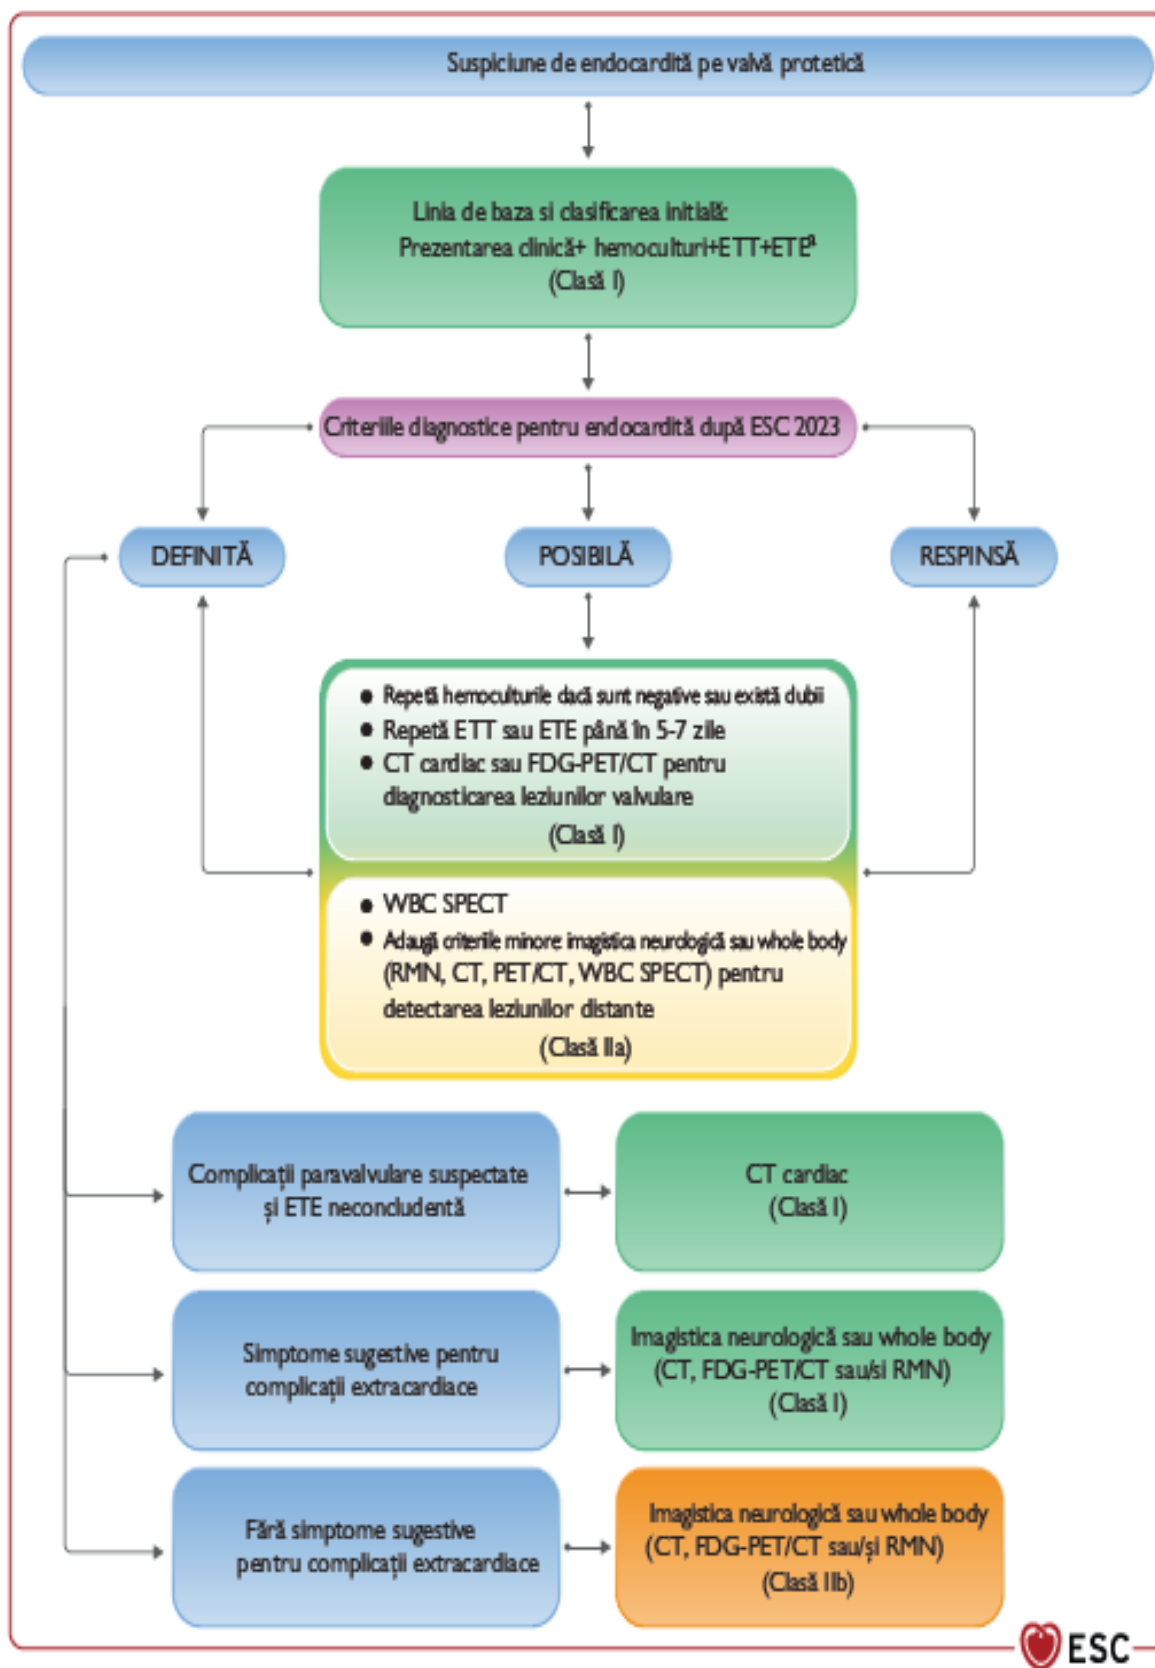 Suspiciune de endocardită pe valvă protetică
Linia de baza si clasificarea initială:
Prezentarea clinică+ hemoculturi+ETT+ETEª
(Clasă I)
Criteriile diagnostice pentru endocardită după ESC 2023
DEFINITĂ
POSIBILĂ
RESPINSĂ
● Repetă hemoculturile dacă sunt negative sau există dubii
● Repetă ETT sau ETE până în 5-7 zile
● CT cardiac sau FDG-PET/CT pentru
diagnosticarea leziunilor valvulare
(Clasă I)
● WBC SPECT
● Adaugă criteriile minore imagistica neurologică sau whole body
(RMN, CT, PET/CT, WBC SPECT) pentru
detectarea leziunilor distante
(Clasă IIa)
Complicații paravalvulare suspectate
și ETE neconcludentă
CT cardiac
(Clasă I)
Simptome sugestive pentru
complicații extracardiace
Imagistica neurologică sau whole body
(CT, FDG-PET/CT sau/si RMN)
(Clasă I)
Fără simptome sugestive
pentru complicații extracardiace
Imagistica neurologică sau whole body
(CT, FDG-PET/CT sau/și RMN)
(Clasă IIb)
ESC